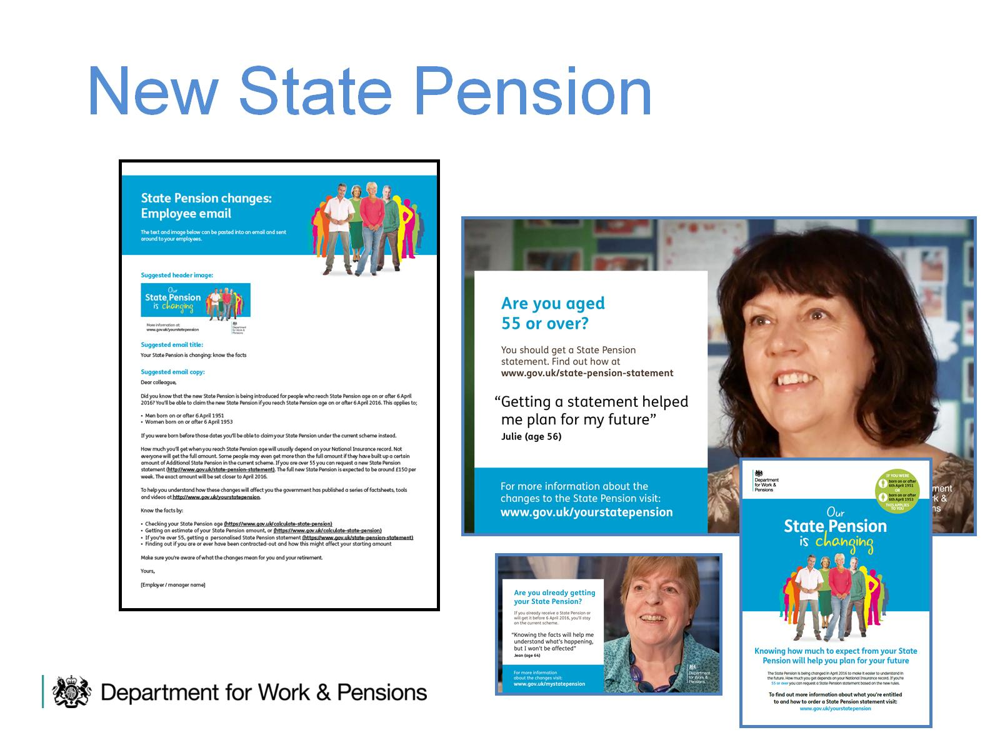 New State Pension
State Pension changes:
Employee email
The text and image below can be pasted into an email and sent
around to your employees.
Suggested header image:
Our
State Pension
is changing
More information at:
www.gov.uk/yourstatepension
Department
for Work &
Pensions
Suggested email title:
Your State Pension is changing: know the facts
Suggested email copy:
Dear colleague,
Did you know that the new State Pension is being introduced for people who reach State Pension age on or after 6 April
2016? You'll be able to claim the new State Pension if you reach State Pension age on or after 6 April 2016. This applies to;
• Men born on or after 6 April 1951
• Women born on or after 6 April 1953
If you were born before those dates you'll be able to claim your State Pension under the current scheme instead.
How much you'll get when you reach State Pension age will usually depend on your National Insurance record. Not
everyone will get the full amount. Some people may even get more than the full amount if they have built up a certain
amount of Additional State Pension in the current scheme. If you are over 55 you can request a new State Pension
statement (http://www.gov.uk/state-pension-statement). The full new State Pension is expected to be around £150 per
week. The exact amount will be set closer to April 2016.
To help you understand how these changes will affect you the government has published a series of factsheets, tools
and videos at http://www.gov.uk/yourstatepension.
Know the facts by:
• Checking your State Pension age (https://www.gov.uk/calculate-state-pension)
• Getting an estimate of your State Pension amount, or (https://www.gov.uk/calculate-state-pension)
• If you're over 55, getting a personalised State Pension statement (https://www.gov.uk/state-pension-statement)
• Finding out if you are or ever have been contracted-out and how this might affect your starting amount
Make sure you're aware of what the changes mean for you and your retirement.
Yours,
[Employer / manager name]
Are you aged
55 or over?
You should get a State Pension
statement. Find out how at
www.gov.uk/state-pension-statement
“Getting a statement helped
me plan for my future”
Julie (age 56)
For more information about the
changes to the State Pension visit:
www.gov.uk/yourstatepension
Are you already getting
your State Pension?
If you already receive a State Pension or
will get it before 6 April 2016, you'll stay
on the current scheme.
“Knowing the facts will help me
understand what's happening,
but I won't be affected”
Jean (age 64)
For more information
about the changes visit:
www.gov.uk/mystatepension
Department
for Work &
Pensions
Department
for Work
& Pensions
IF YOU WERE
born on or after
6th April 1951
OR
born on or after
6th April 1953
THIS APPLIES
TO YOU
Our
State Pension
is changing
Knowing how much to expect from your State
Pension will help you plan for your future
The State Pension is being changed in April 2016 to make it easier to understand in
the future. How much you get depends on your National Insurance record. If you're
55 or over you can request a State Pension statement based on the new rules.
To find out more information about what you're entitled
to and how to order a State Pension statement visit:
www.gov.uk/yourstatepension
Department for Work & Pensions